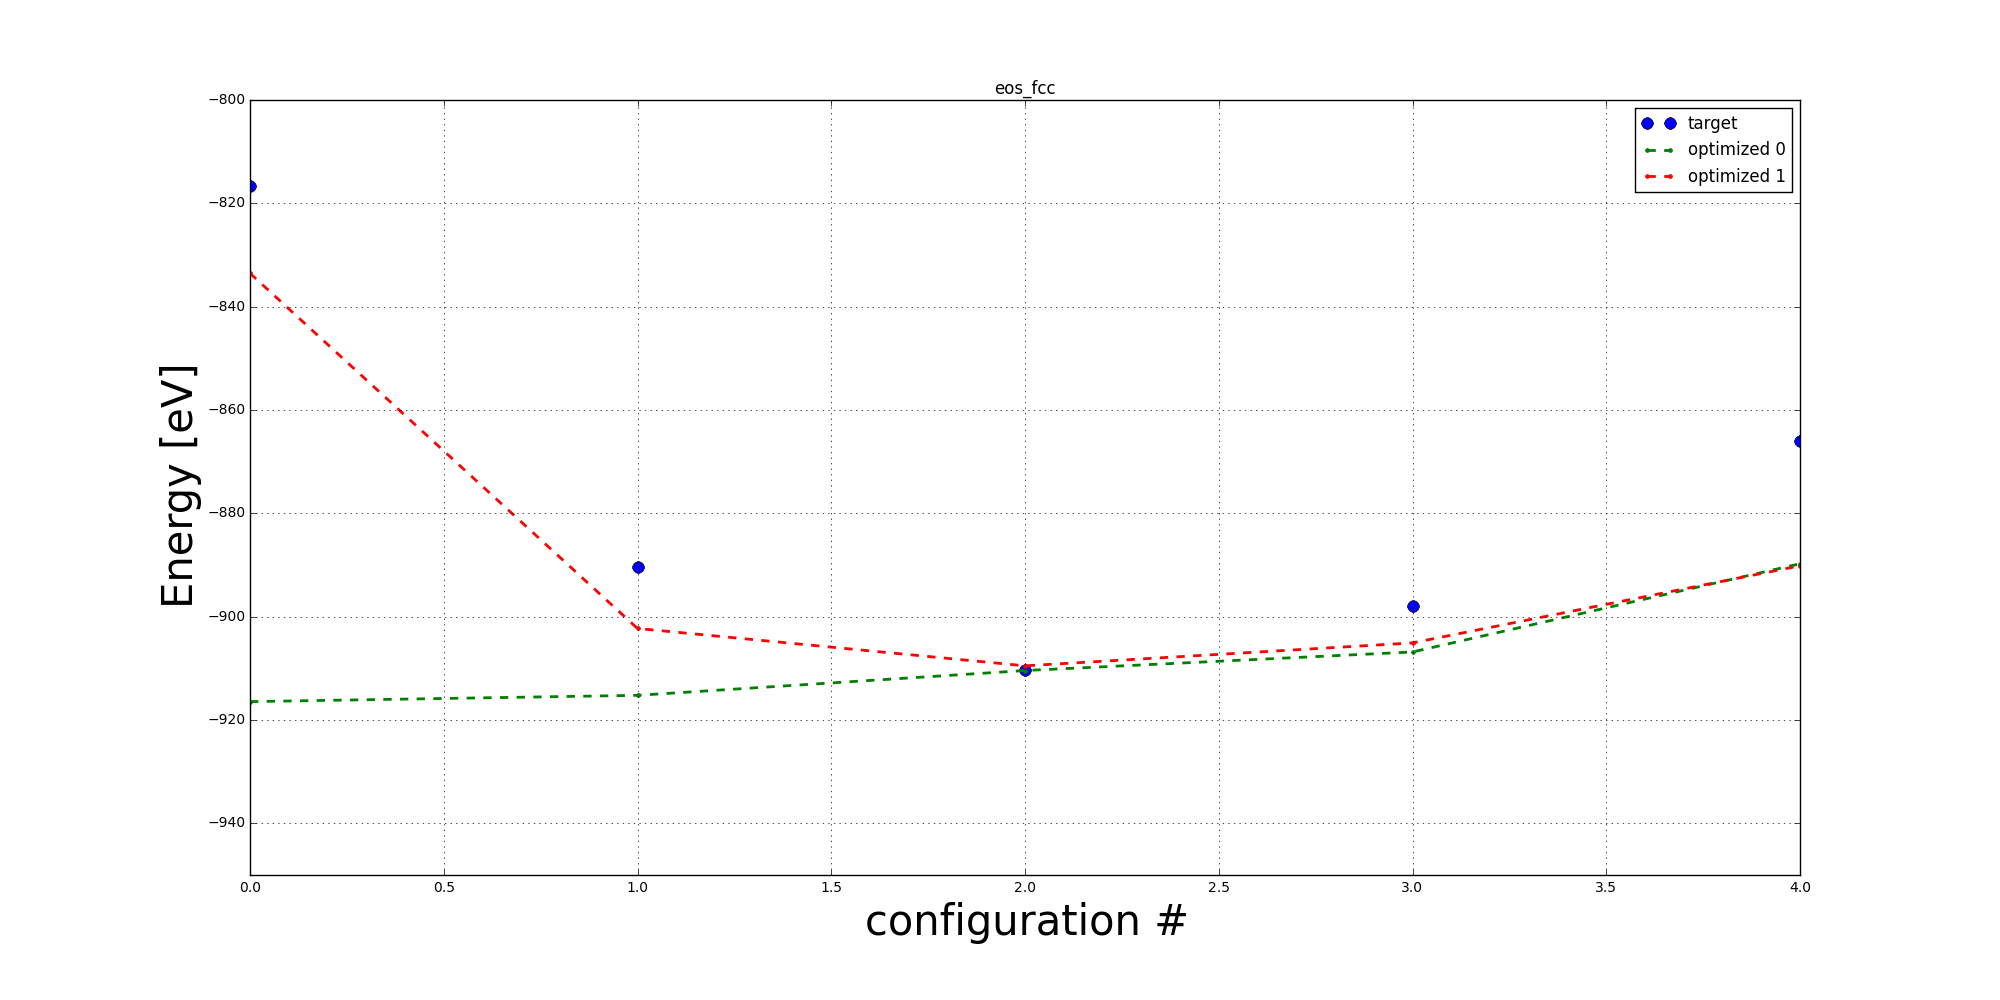 eos_fcc
−800
−820
−840
−860
−880
−900
−920
−940
Energy [eV]
target
optimized 0
optimized 1
0.0 0.5 1.0 1.5 2.0 2.5 3.0 3.5 4.0
configuration #